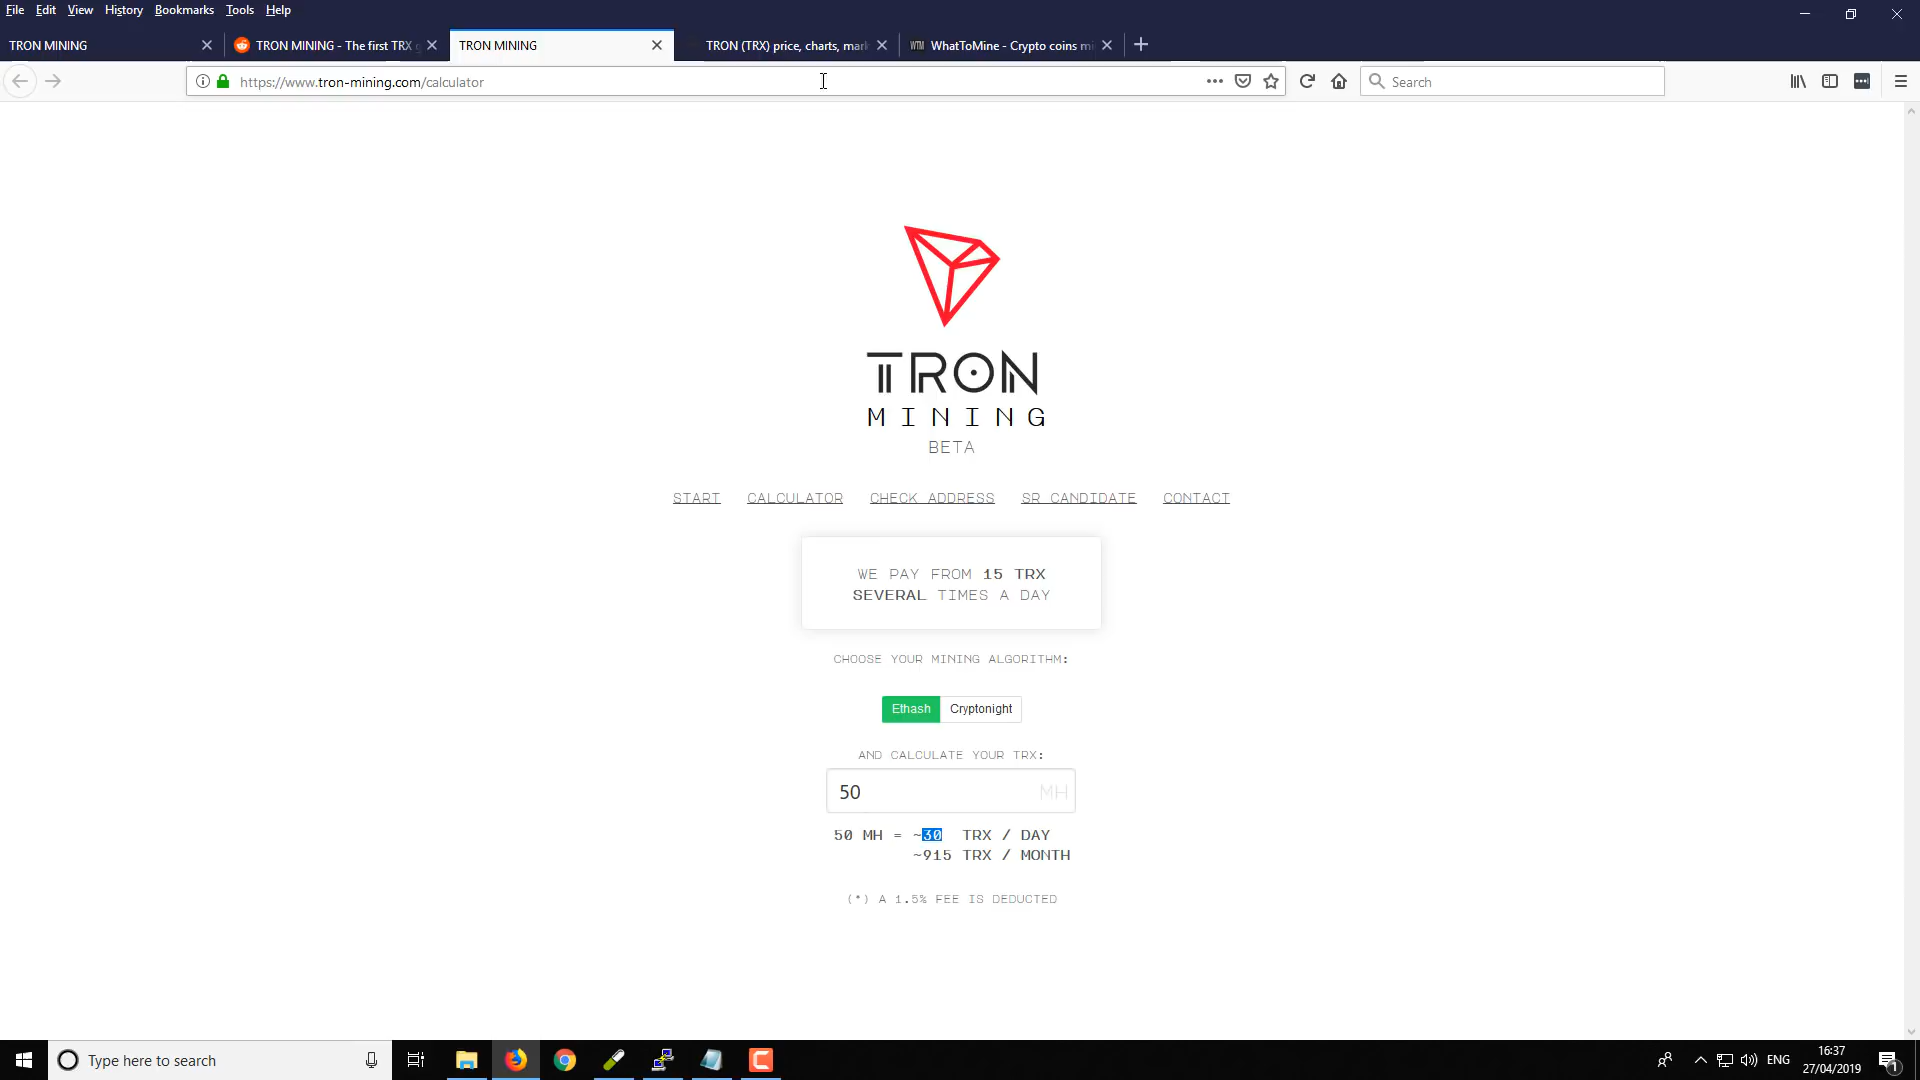 File Edit View History Bookmarks Tools Help
TRON MINING
TRON MINING - The first TRX
TRON MINING
TRON (TRX) price, charts, mar
WhatToMine - Crypto coins mi
https://www.tron-mining.com/calculator
Search
TRON
MINING
BETA
START CALCULATOR CHECK ADDRESS SR CANDIDATE CONTACT
WE PAY FROM 15 TRX
SEVERAL TIMES A DAY
CHOOSE YOUR MINING ALGORITHM:
Ethash Cryptonight
AND CALCULATE YOUR TRX:
50 MH
50 MH = ~30 TRX / DAY
~915 TRX / MONTH
(*) A 1.5% FEE IS DEDUCTED
Type here to search
ENG
16:37
27/04/2019
1